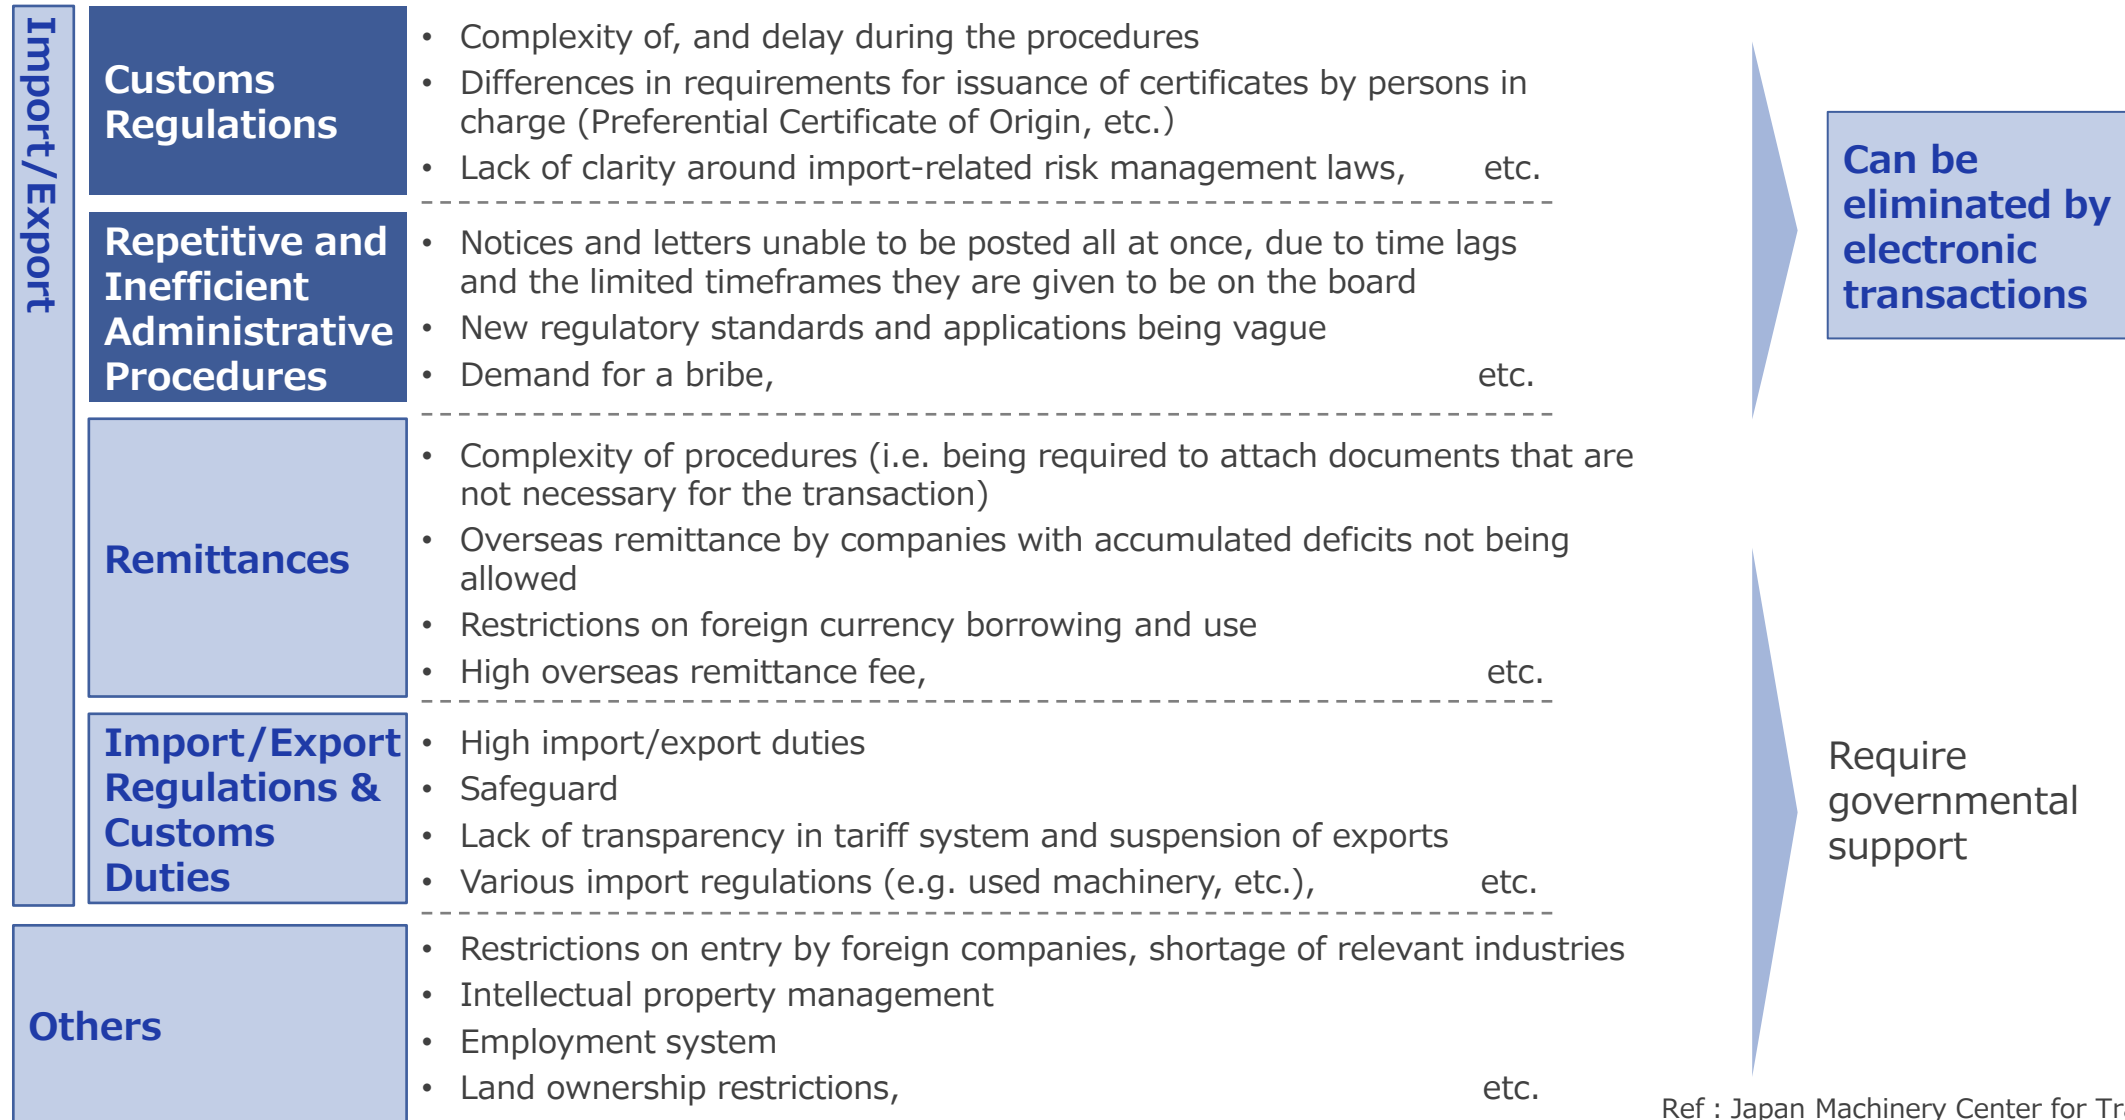 Import/Export
Customs
Regulations
• Complexity of, and delay during the procedures
• Differences in requirements for issuance of certificates by persons in
charge (Preferential Certificate of Origin, etc.）
• Lack of clarity around import-related risk management laws, etc.
Repetitive and
Inefficient
Administrative
Procedures
• Notices and letters unable to be posted all at once, due to time lags
and the limited timeframes they are given to be on the board
• New regulatory standards and applications being vague
• Demand for a bribe, etc.
Can be
eliminated by
electronic
transactions
Remittances
• Complexity of procedures (i.e. being required to attach documents that are
not necessary for the transaction)
• Overseas remittance by companies with accumulated deficits not being
allowed
• Restrictions on foreign currency borrowing and use
• High overseas remittance fee, etc.
Import/Export
Regulations &
Customs
Duties
• High import/export duties
• Safeguard
• Lack of transparency in tariff system and suspension of exports
• Various import regulations (e.g. used machinery, etc.), etc.
Others
• Restrictions on entry by foreign companies, shortage of relevant industries
• Intellectual property management
• Employment system
• Land ownership restrictions, etc.
Require
governmental
support
Ref : Japan Machinery Center for